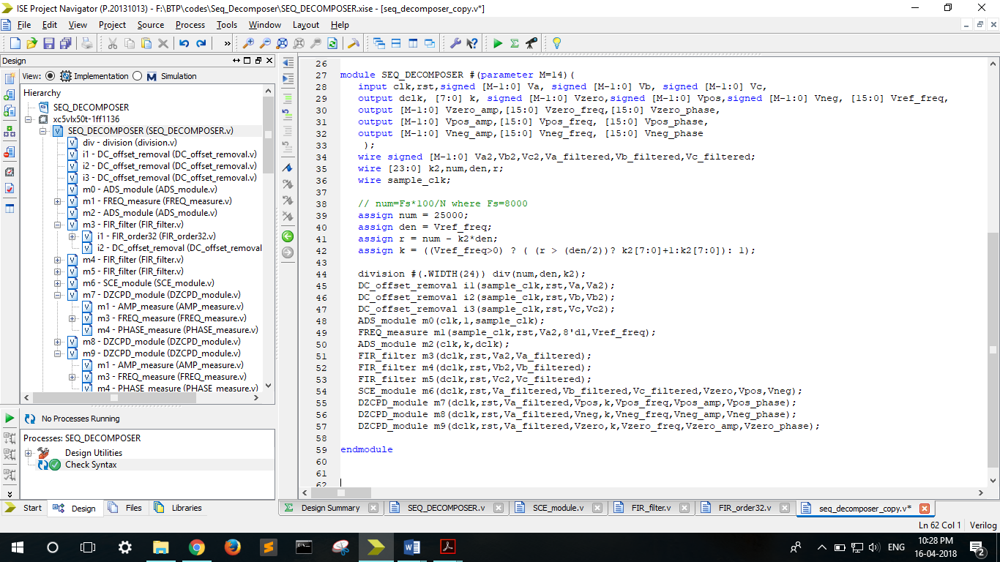 ISE Project Navigator (P.20131013) - F:\BTP\codes\Seq_Decomposer\SEQ_DECOMPOSER.xise - [seq_decomposer_copy.v*]
File Edit View Project Source Process Tools Window Layout Help
Design
View: Implementation Simulation
Hierarchy
SEQ_DECOMPOSER
xc5vlx50t-1ff1136
SEQ_DECOMPOSER (SEQ_DECOMPOSER.v)
div - division (division.v)
i1 - DC_offset_removal (DC_offset_removal.v)
i2 - DC_offset_removal (DC_offset_removal.v)
i3 - DC_offset_removal (DC_offset_removal.v)
m0 - ADS_module (ADS_module.v)
m1 - FREQ_measure (FREQ_measure.v)
m2 - ADS_module (ADS_module.v)
m3 - FIR_filter (FIR_filter.v)
i1 - FIR_order32 (FIR_order32.v)
i2 - DC_offset_removal (DC_offset_removal
m4 - FIR_filter (FIR_filter.v)
m5 - FIR_filter (FIR_filter.v)
m6 - SCE_module (SCE_module.v)
m7 - DZCPD_module (DZCPD_module.v)
m1 - AMP_measure (AMP_measure.v)
m3 - FREQ_measure (FREQ_measure.v)
m4 - PHASE_measure (PHASE_measure.v)
m8 - DZCPD_module (DZCPD_module.v)
m9 - DZCPD_module (DZCPD_module.v)
m1 - AMP_measure (AMP_measure.v)
m3 - FREQ_measure (FREQ_measure.v)
m4 - PHASE_measure (PHASE_measure.v)
No Processes Running
Processes: SEQ_DECOMPOSER
Design Utilities
Check Syntax
Start Design Files Libraries
26
27 module SEQ_DECOMPOSER #(parameter M=14)(
28 input clk,rst,signed [M-1:0] Va, signed [M-1:0] Vb, signed [M-1:0] Vc,
29 output dclk, [7:0] k, signed [M-1:0] Vzero,signed [M-1:0] Vpos,signed [M-1:0] Vneg, [15:0] Vref_freq,
30 output [M-1:0] Vzero_amp,[15:0] Vzero_freq,[15:0] Vzero_phase,
31 output [M-1:0] Vpos_amp,[15:0] Vpos_freq, [15:0] Vpos_phase,
32 output [M-1:0] Vneg_amp,[15:0] Vneg_freq, [15:0] Vneg_phase
33 );
34 wire signed [M-1:0] Va2,Vb2,Vc2,Va_filtered,Vb_filtered,Vc_filtered;
35 wire [23:0] k2,num,den,r;
36 wire sample_clk;
37
38 // num=Fs*100/N where Fs=8000
39 assign num = 25000;
40 assign den = Vref_freq;
41 assign r = num - k2*den;
42 assign k = ((Vref_freq>0) ? ( (r > (den/2))? k2[7:0]+1:k2[7:0]): 1);
43
44 division #(.WIDTH(24)) div(num,den,k2);
45 DC_offset_removal i1(sample_clk,rst,Va,Va2);
46 DC_offset_removal i2(sample_clk,rst,Vb,Vb2);
47 DC_offset_removal i3(sample_clk,rst,Vc,Vc2);
48 ADS_module m0(clk,1,sample_clk);
49 FREQ_measure m1(sample_clk,rst,Va2,8'd1,Vref_freq);
50 ADS_module m2(clk,k,dclk);
51 FIR_filter m3(dclk,rst,Va2,Va_filtered);
52 FIR_filter m4(dclk,rst,Vb2,Vb_filtered);
53 FIR_filter m5(dclk,rst,Vc2,Vc_filtered);
54 SCE_module m6(dclk,rst,Va_filtered,Vb_filtered,Vc_filtered,Vzero,Vpos,Vneg);
55 DZCPD_module m7(dclk,rst,Va_filtered,Vpos,k,Vpos_freq,Vpos_amp,Vpos_phase);
56 DZCPD_module m8(dclk,rst,Va_filtered,Vneg,k,Vneg_freq,Vneg_amp,Vneg_phase);
57 DZCPD_module m9(dclk,rst,Va_filtered,Vzero,k,Vzero_freq,Vzero_amp,Vzero_phase);
58
59 endmodule
60
61
62
Design Summary SEQ_DECOMPOSER.v SCE_module.v FIR_filter.v FIR_order32.v seq_decomposer_copy.v*
Ln 62 Col 1 Verilog
ENG
10:28 PM
16-04-2018
2